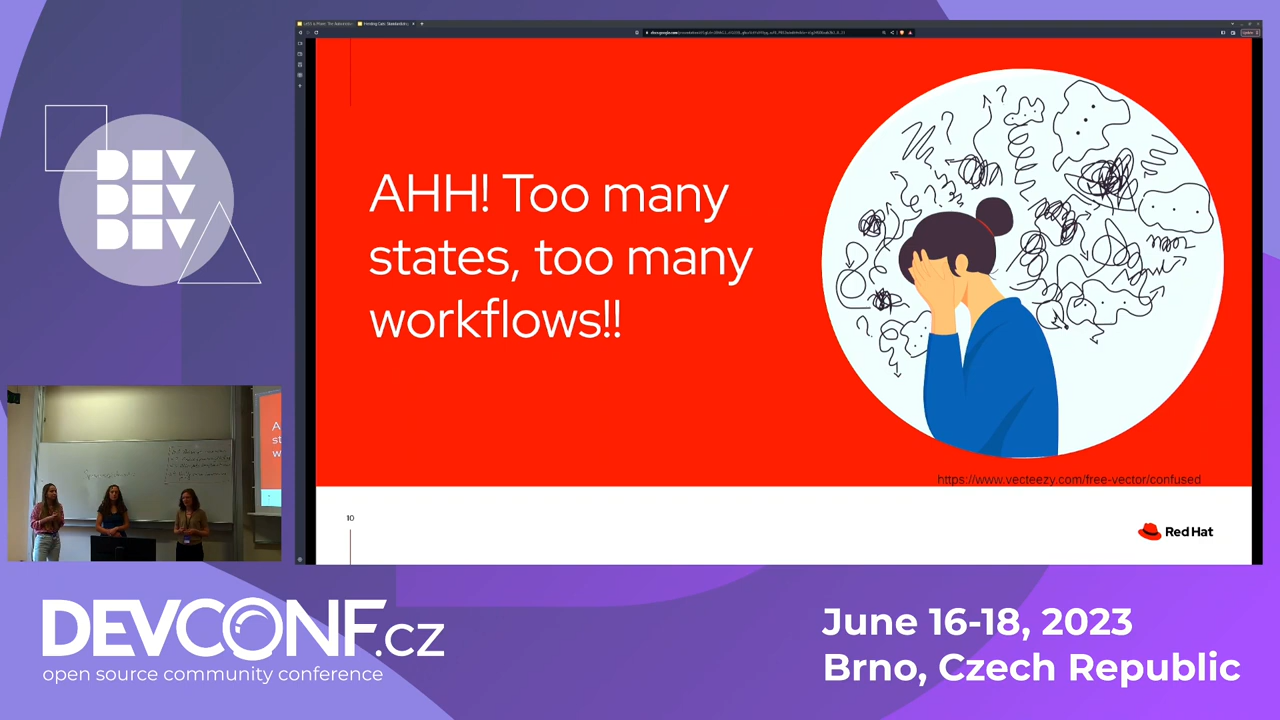 DEV
DEV
DEV
AHH! Too many
states, too many
workflows!!
https://www.vecteezy.com/free-vector/confused
10
Red Hat
DEVCONF.cz
open source community conference
June 16-18, 2023
Brno, Czech Republic